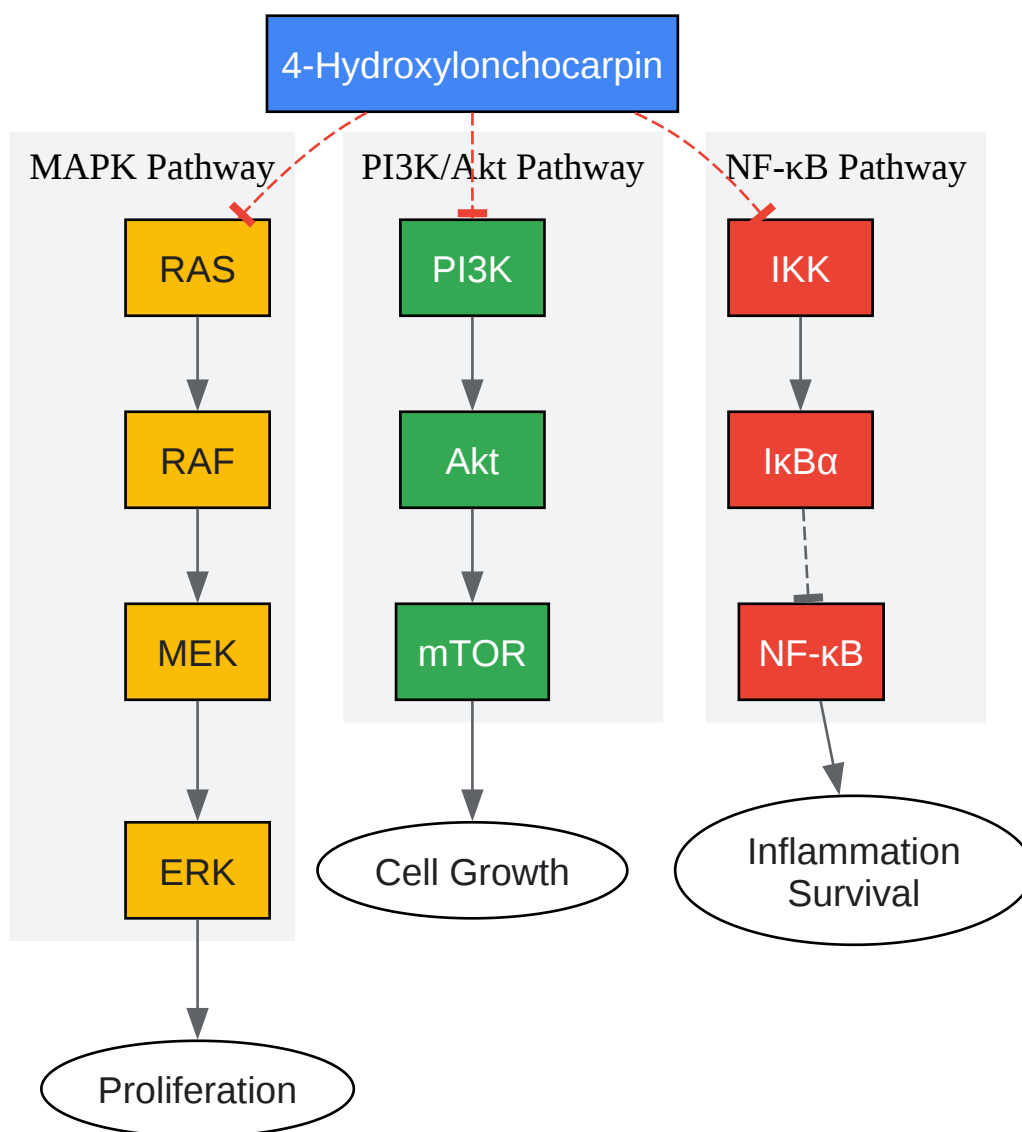 4-Hydroxylonchocarpin
MAPK Pathway
RAS
RAF
MEK
ERK
Proliferation
PI3K/Akt Pathway
PI3K
Akt
mTOR
Cell Growth
NF-κB Pathway
IKK
IκBα
NF-κB
Inflammation
Survival